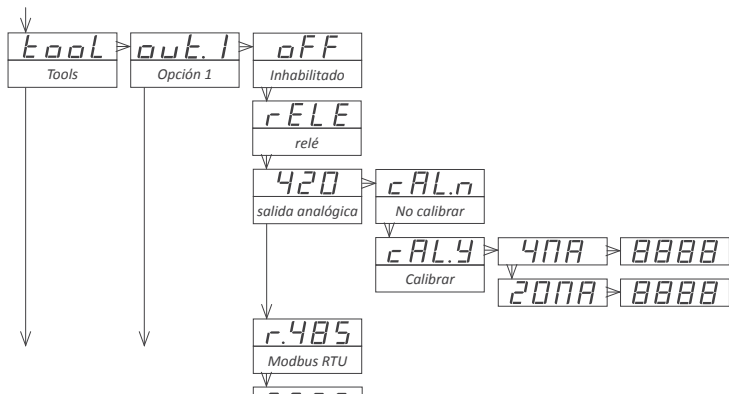 tooL out.1 oFF
Tools Opción 1 Inhabilitado
rELE
relé
420 cAL.n
salida analógica No calibrar
cAL.Y 4MA 8888
Calibrar 20MA 8888
r.485
Modbus RTU